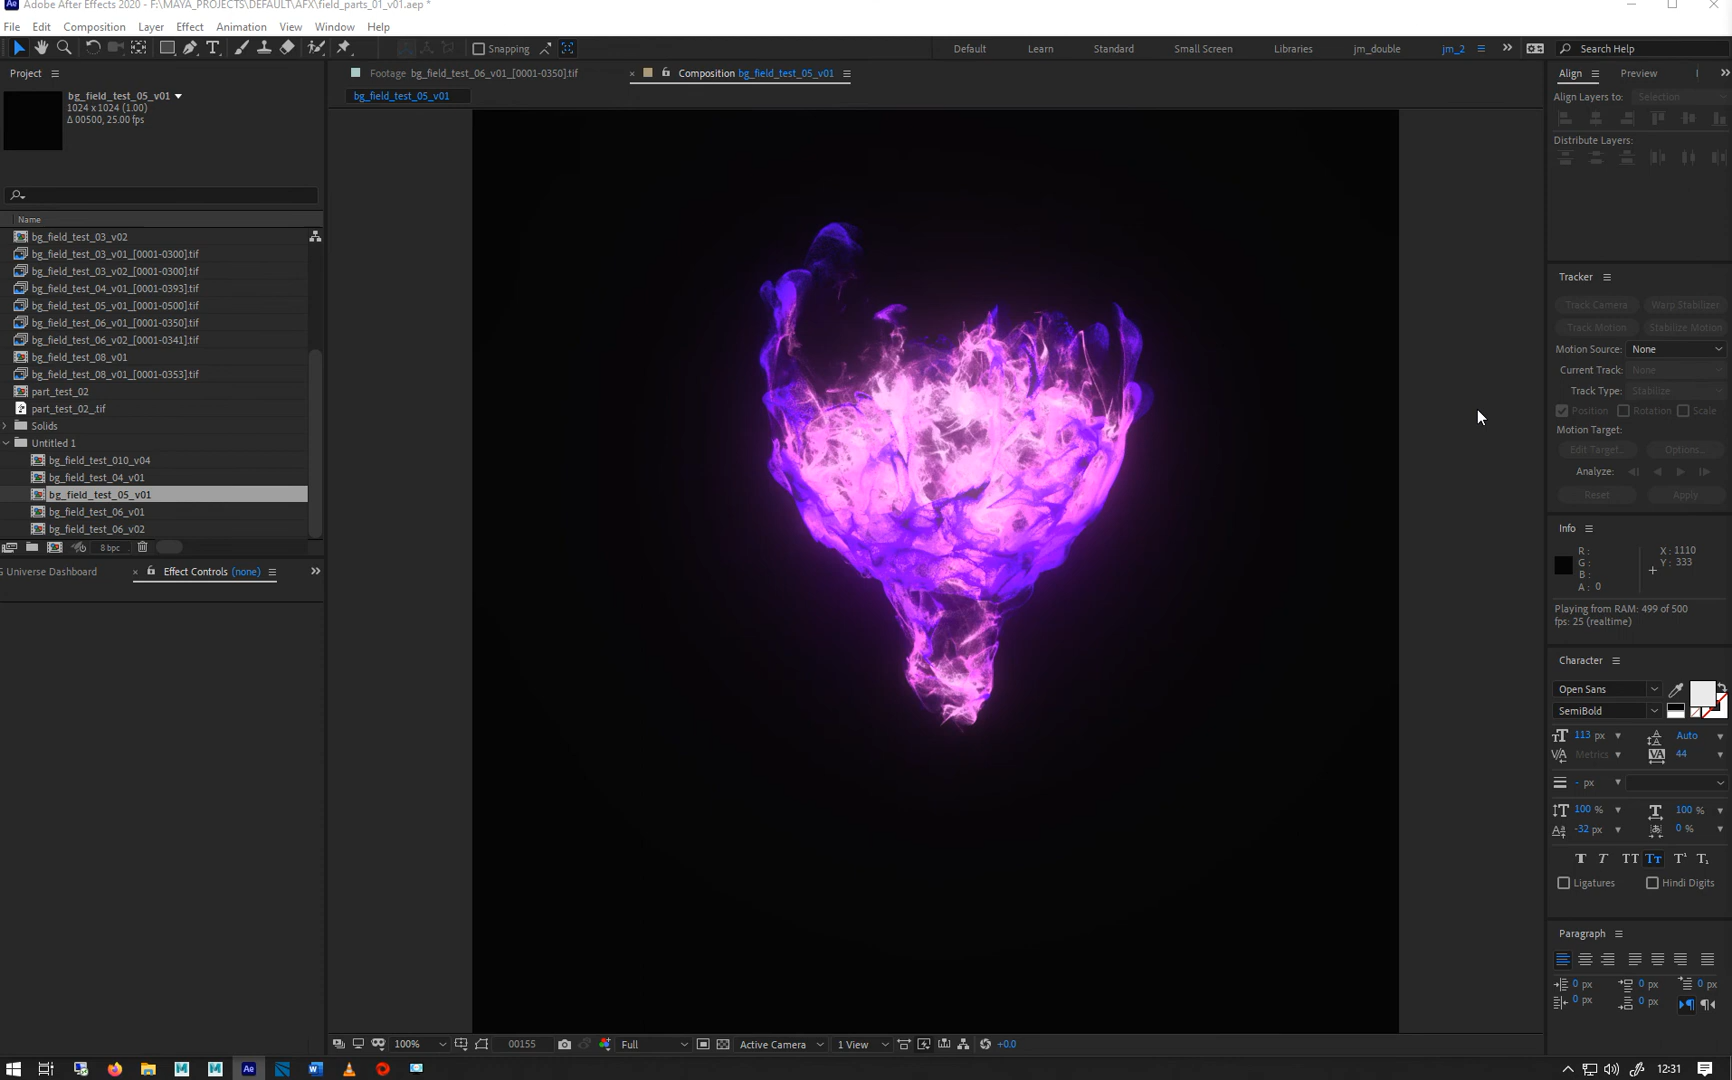 Adobe After Effects 2020 - F:\MAYA_PROJECTS\DEFAULT\AFX\field_parts_01_v01.aep *
File Edit Composition Layer Effect Animation View Window Help
Snapping Default Learn Standard Small Screen Libraries jm_double jm_2 Search Help
Project
Footage bg_field_test_06_v01_[0001-0350].tif
Composition bg_field_test_05_v01
bg_field_test_05_v01
bg_field_test_05_v01
1024 x 1024 (1.00)
Δ 00500, 25.00 fps
Name
bg_field_test_03_v02
bg_field_test_03_v01_[0001-0300].tif
bg_field_test_03_v02_[0001-0300].tif
bg_field_test_04_v01_[0001-0393].tif
bg_field_test_05_v01_[0001-0500].tif
bg_field_test_06_v01_[0001-0350].tif
bg_field_test_06_v02_[0001-0341].tif
bg_field_test_08_v01
bg_field_test_08_v01_[0001-0353].tif
part_test_02
part_test_02_.tif
Solids
Untitled 1
bg_field_test_010_v04
bg_field_test_04_v01
bg_field_test_05_v01
bg_field_test_06_v01
bg_field_test_06_v02
8 bpc
G Universe Dashboard
Effect Controls (none)
100% 00155 Full Active Camera 1 View +0.0
Align Preview
Align Layers to: Selection
Distribute Layers:
Tracker
Track Camera Warp Stabilizer
Track Motion Stabilize Motion
Motion Source: None
Current Track: None
Track Type: Stabilize
Position Rotation Scale
Motion Target:
Edit Target... Options...
Analyze:
Reset Apply
Info
R: X: 1110
G: Y: 333
B:
A: 0
Playing from RAM: 499 of 500
fps: 25 (realtime)
Character
Open Sans
SemiBold
113 px Auto
Metrics 44
- px
100 % 100 %
-32 px 0 %
T T TT Tт T¹ T₁
Ligatures Hindi Digits
Paragraph
0 px 0 px 0 px
0 px 0 px
12:31